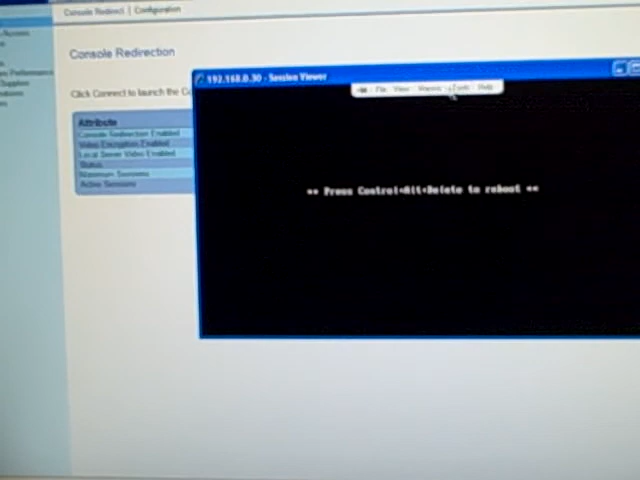 Console Redirect | Configuration
Console Redirection
Click Connect to launch the Co
192.168.0.30 - Session Viewer
File View Macros Tools Help
Attribute
Console Redirection Enabled
Video Encryption Enabled
Local Server Video Enabled
Status
Maximum Sessions
Active Sessions
** Press Control+Alt+Delete to reboot **